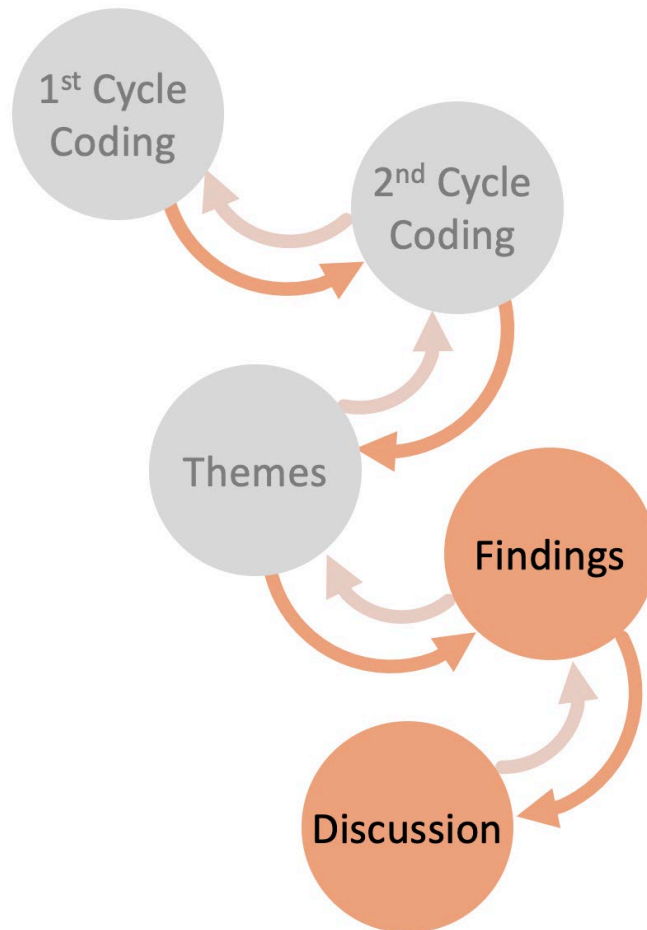 1st Cycle
Coding
2nd Cycle
Coding
Themes
Findings
Discussion